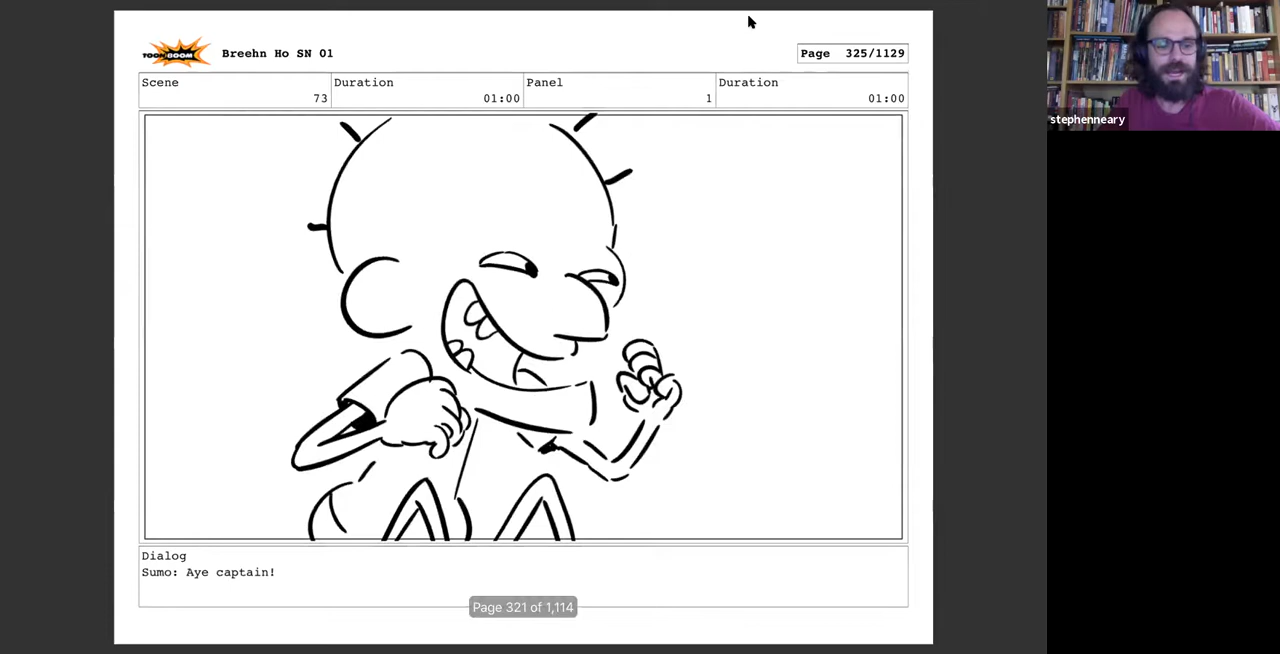 TOON BOOM
Breehn Ho SN 01
Page 325/1129
Scene
73
Duration
01:00
Panel
1
Duration
01:00
stephenneary
Dialog
Sumo: Aye captain!
Page 321 of 1,114